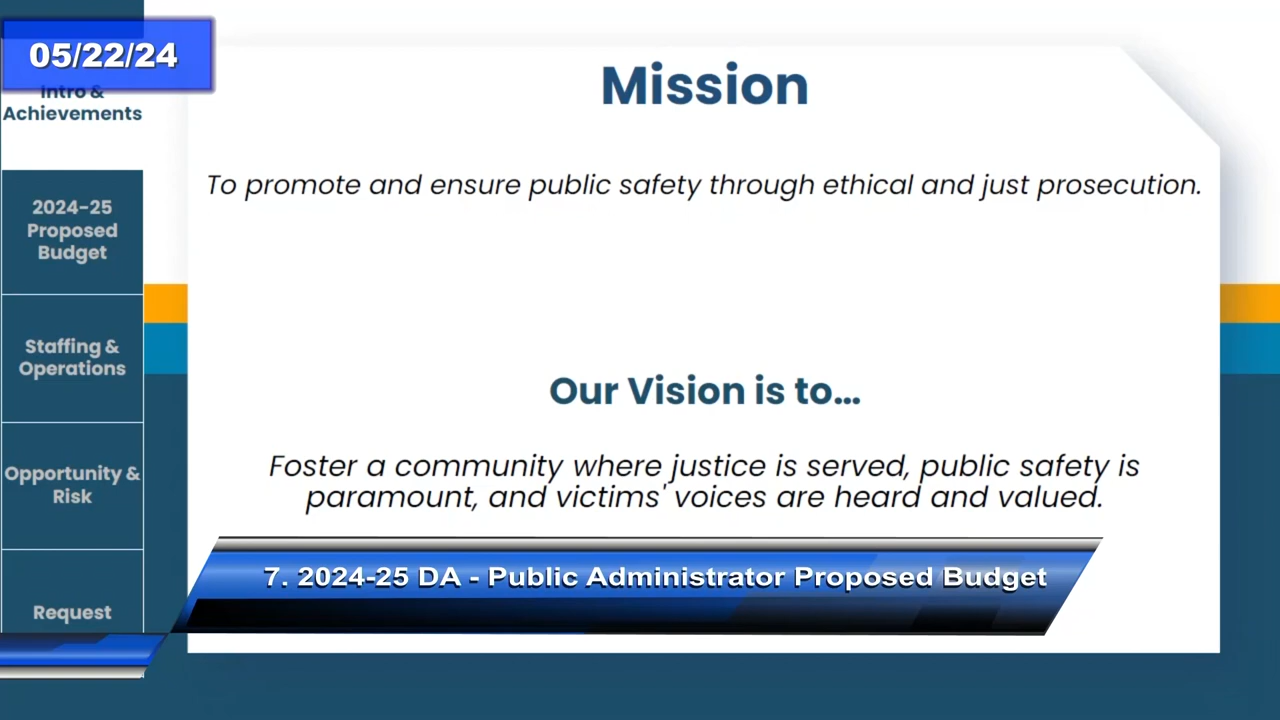 05/22/24
Intro &
Achievements
2024-25
Proposed
Budget
Staffing &
Operations
Opportunity &
Risk
Request
Mission
To promote and ensure public safety through ethical and just prosecution.
Our Vision is to...
Foster a community where justice is served, public safety is
paramount, and victims' voices are heard and valued.
7. 2024-25 DA - Public Administrator Proposed Budget